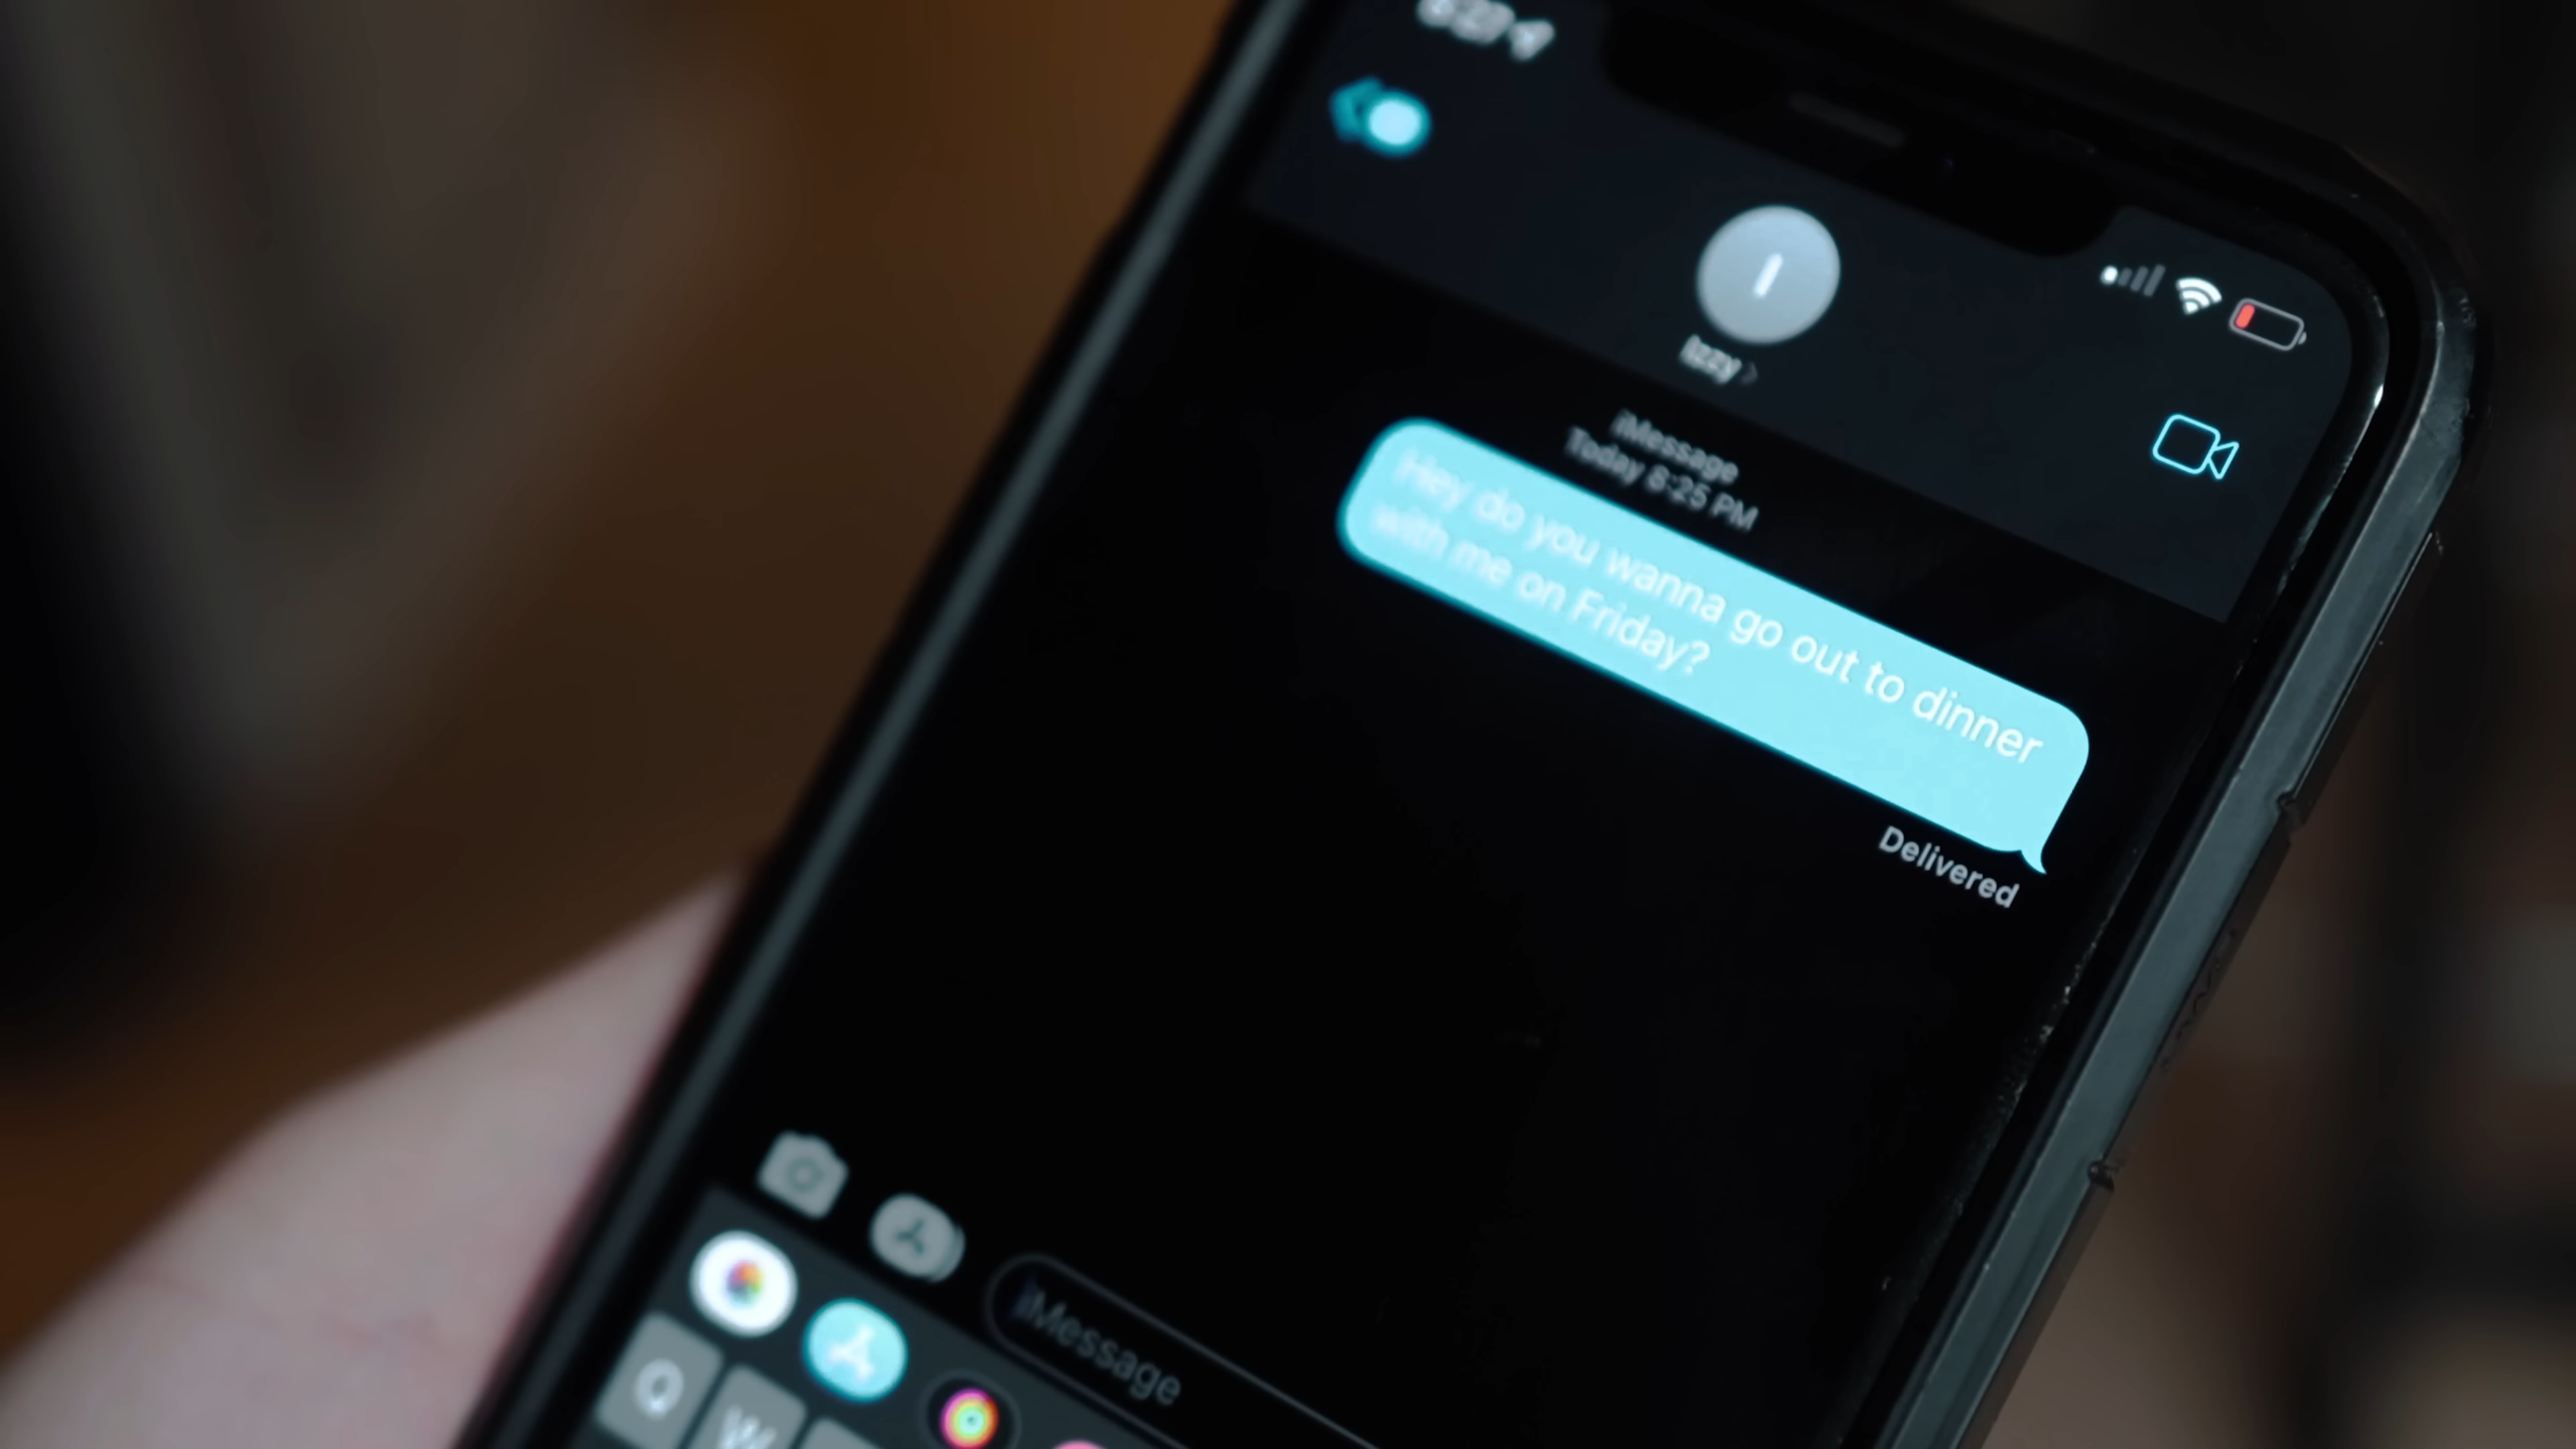 I
Izzy >
iMessage
Today 8:25 PM
Hey do you wanna go out to dinner
with me on Friday?
Delivered
iMessage
Q
W